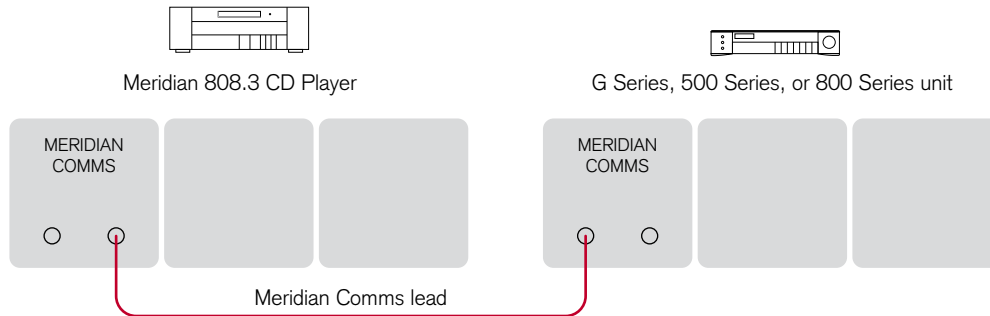 Meridian 808.3 CD Player
G Series, 500 Series, or 800 Series unit
MERIDIAN
COMMS
MERIDIAN
COMMS
Meridian Comms lead